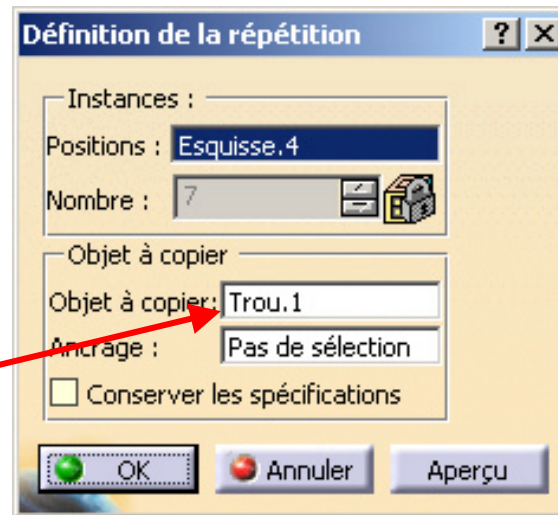 Définition de la répétition
Instances :
Positions : Esquisse.4
Nombre : 7
Objet à copier
Objet à copier: Trou.1
Ancrage : Pas de sélection
Conserver les spécifications
OK Annuler Aperçu